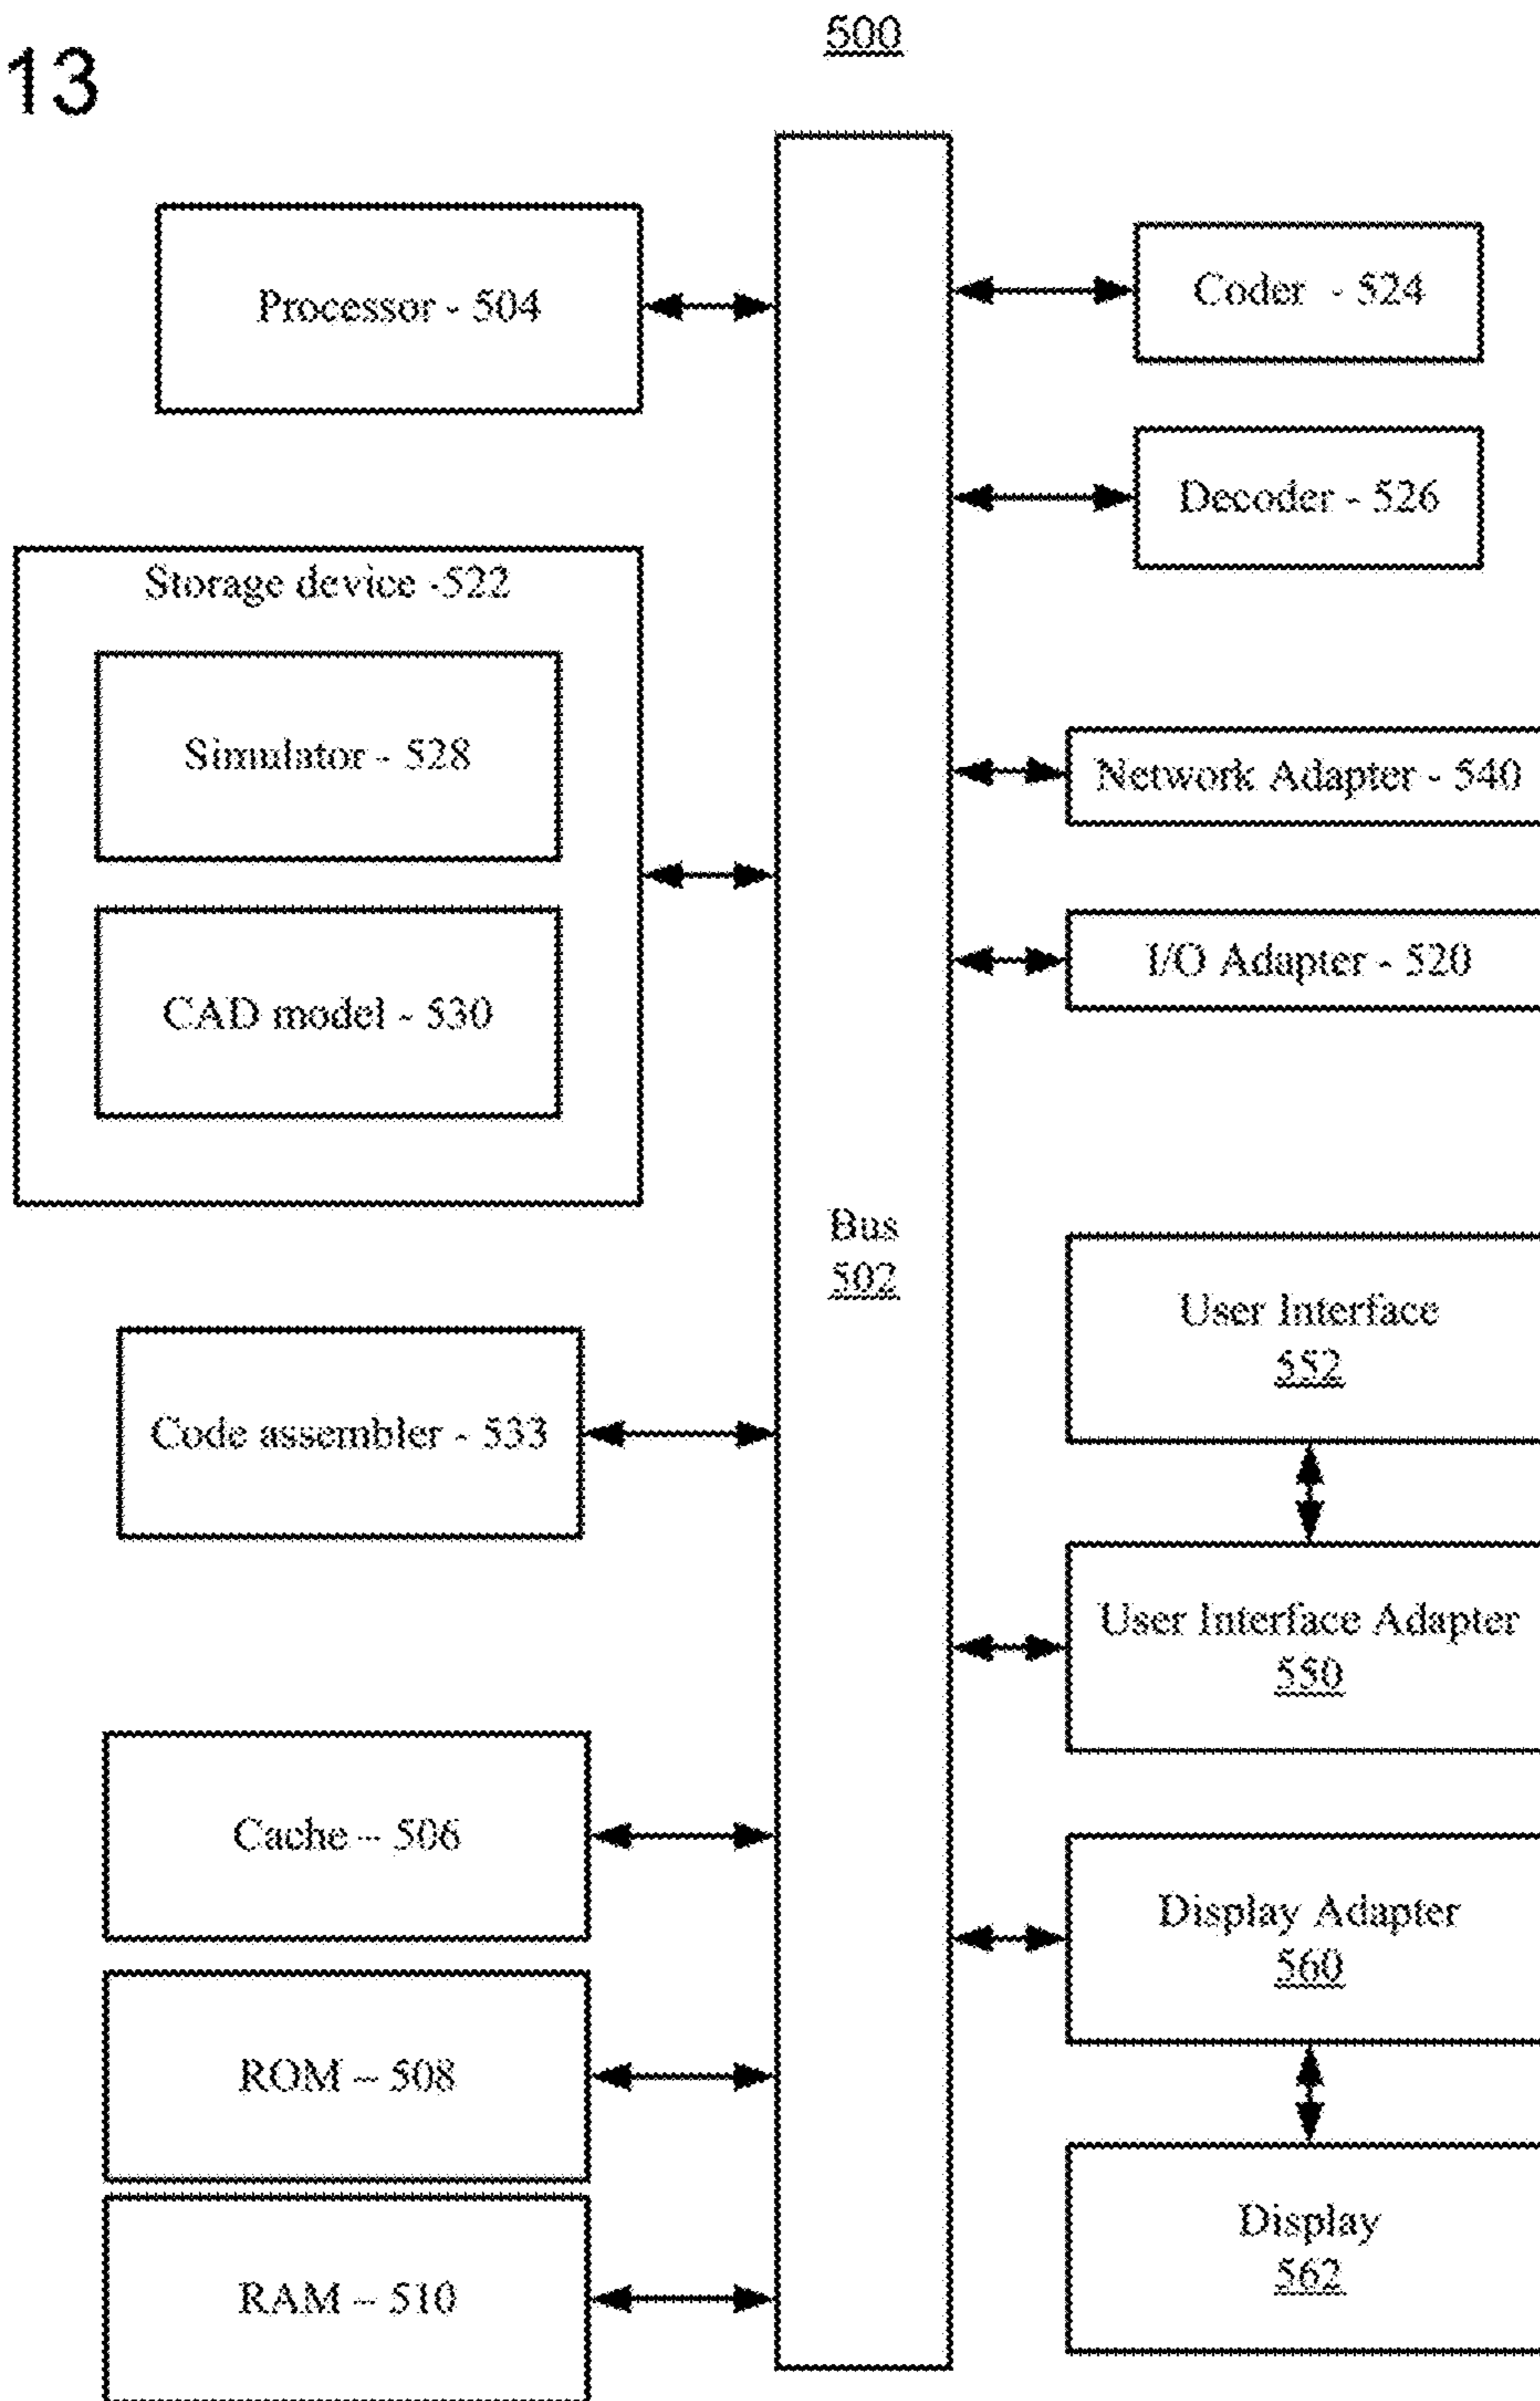 13
500
Processor - 504
Coder - 524
Decoder - 526
Storage device -522
Simulator - 528
CAD model - 530
Network Adapter - 540
I/O Adapter - 520
Bus
502
User Interface
552
Code assembler - 533
User Interface Adapter
550
Cache – 506
Display Adapter
560
ROM – 508
RAM – 510
Display
562